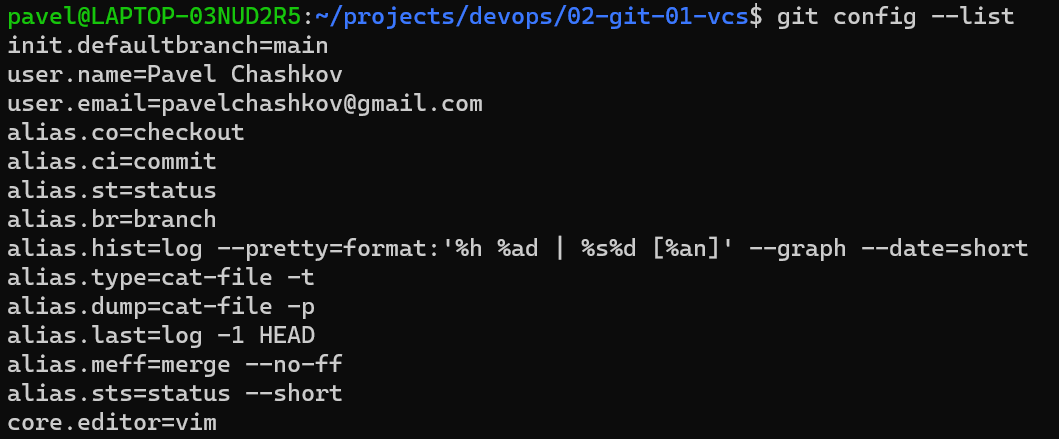 pavel@LAPTOP-03NUD2R5:~/projects/devops/02-git-01-vcs$ git config --list
init.defaultbranch=main
user.name=Pavel Chashkov
user.email=pavelchashkov@gmail.com
alias.co=checkout
alias.ci=commit
alias.st=status
alias.br=branch
alias.hist=log --pretty=format:'%h %ad | %s%d [%an]' --graph --date=short
alias.type=cat-file -t
alias.dump=cat-file -p
alias.last=log -1 HEAD
alias.meff=merge --no-ff
alias.sts=status --short
core.editor=vim